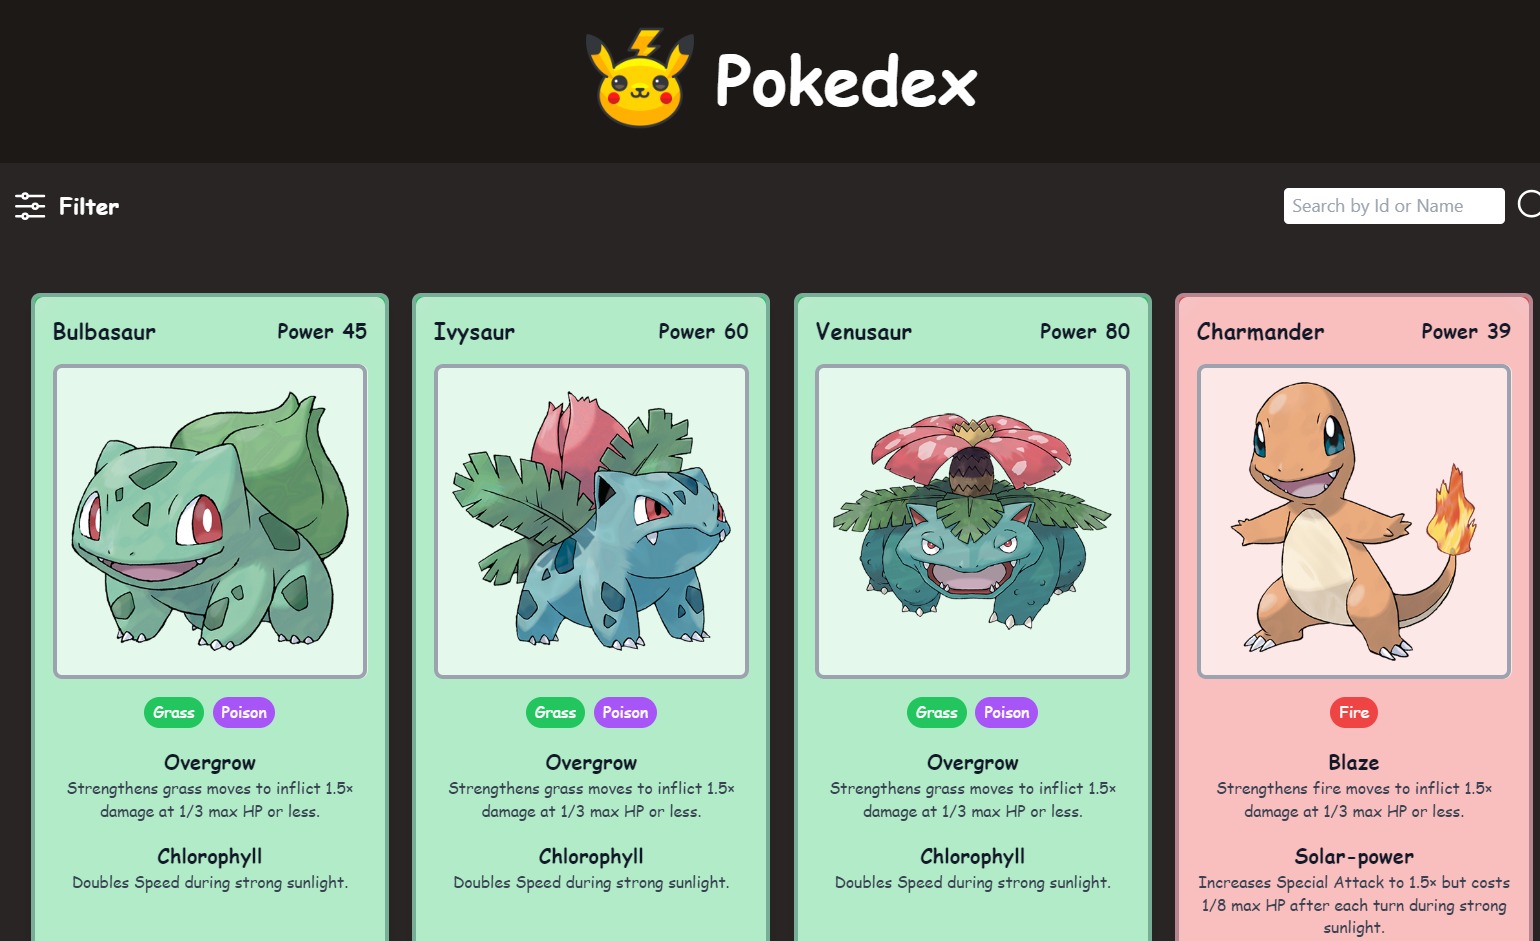 Pokedex
Filter
Search by Id or Name
Bulbasaur
Power 45
Grass
Poison
Overgrow
Strengthens grass moves to inflict 1.5×
damage at 1/3 max HP or less.
Chlorophyll
Doubles Speed during strong sunlight.
Ivysaur
Power 60
Grass
Poison
Overgrow
Strengthens grass moves to inflict 1.5×
damage at 1/3 max HP or less.
Chlorophyll
Doubles Speed during strong sunlight.
Venusaur
Power 80
Grass
Poison
Overgrow
Strengthens grass moves to inflict 1.5×
damage at 1/3 max HP or less.
Chlorophyll
Doubles Speed during strong sunlight.
Charmander
Power 39
Fire
Blaze
Strengthens fire moves to inflict 1.5×
damage at 1/3 max HP or less.
Solar-power
Increases Special Attack to 1.5× but costs
1/8 max HP after each turn during strong
sunlight.